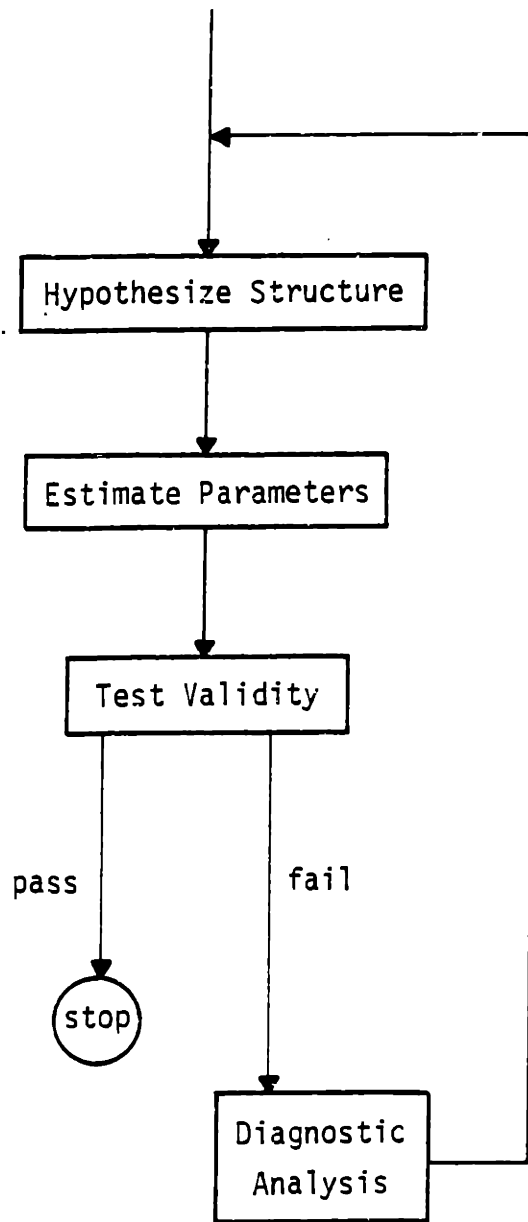 Hypothesize Structure
Estimate Parameters
Test Validity
pass
fail
stop
Diagnostic
Analysis